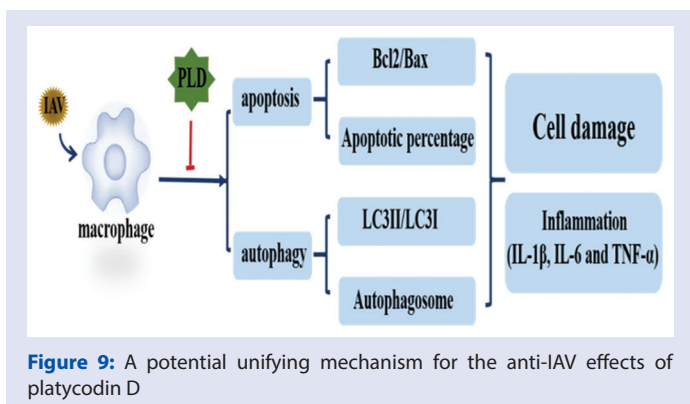 IAV
PLD
macrophage
apoptosis
autophagy
Bcl2/Bax
Apoptotic percentage
LC3II/LC3I
Autophagosome
Cell damage
Inflammation
(IL-1β, IL-6 and TNF-α)
Figure 9: A potential unifying mechanism for the anti-IAV effects of
platycodin D